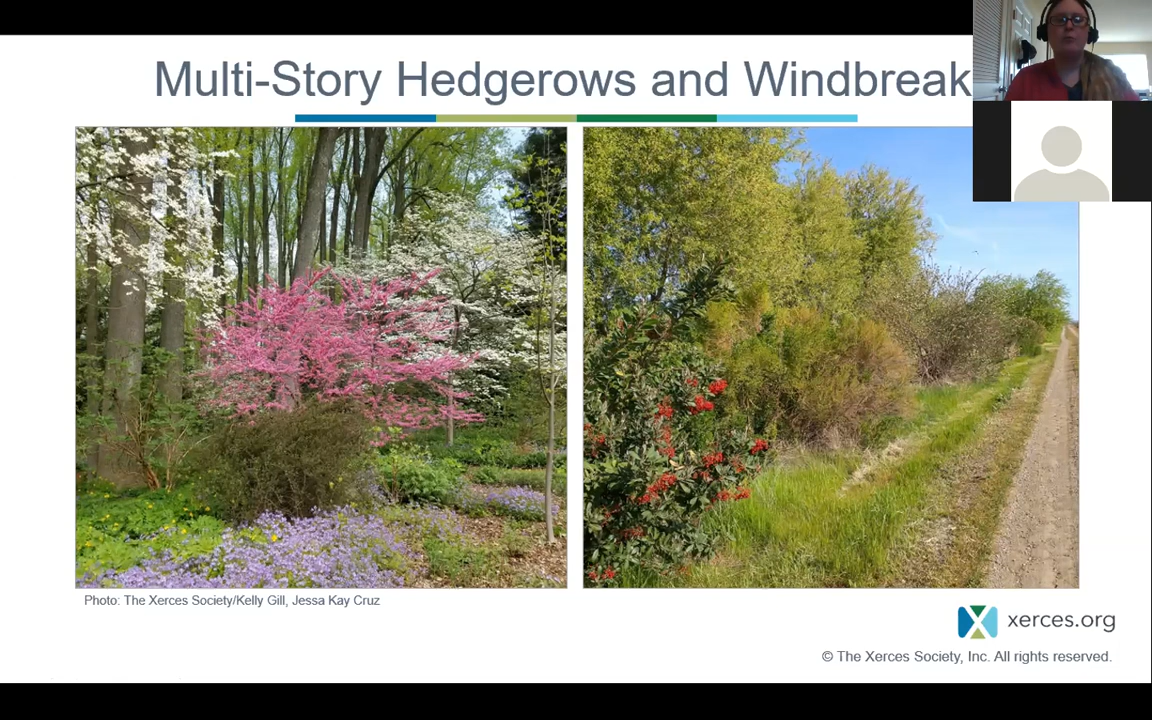 Multi-Story Hedgerows and Windbreak
Photo: The Xerces Society/Kelly Gill, Jessa Kay Cruz
xerces.org
© The Xerces Society, Inc. All rights reserved.